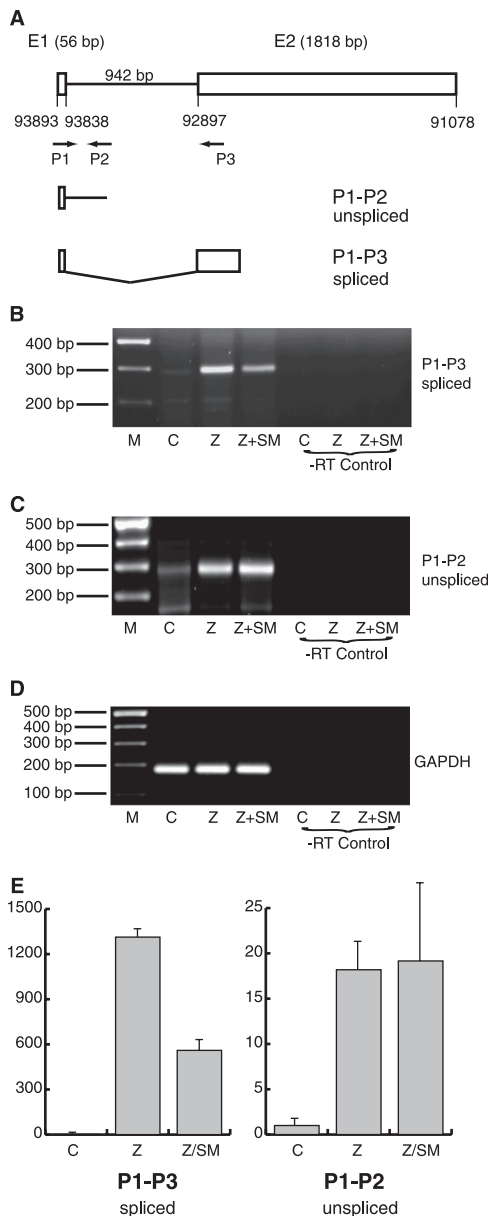 A
E1 (56 bp)
E2 (1818 bp)
942 bp
93893 93838 92897 91078
P1 P2 P3
P1-P2
unspliced
P1-P3
spliced
B
400 bp
300 bp
200 bp
P1-P3
spliced
M C Z Z+SM C Z Z+SM
-RT Control
C
500 bp
400 bp
300 bp
200 bp
P1-P2
unspliced
M C Z Z+SM C Z Z+SM
-RT Control
D
500 bp
400 bp
300 bp
200 bp
100 bp
GAPDH
M C Z Z+SM C Z Z+SM
-RT Control
E
1500
1200
900
600
300
0
C Z Z/SM
P1-P3
spliced
25
20
15
10
5
0
C Z Z/SM
P1-P2
unspliced